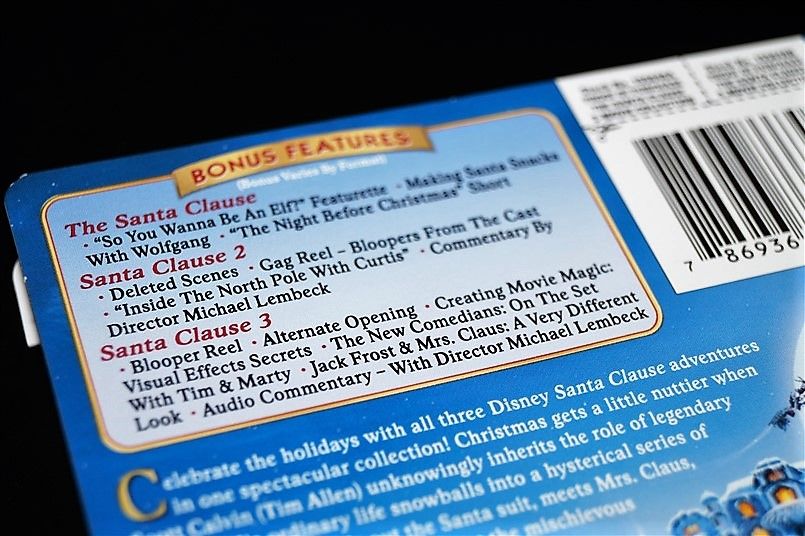 BONUS FEATURES
(Bonus Varies By Format)
The Santa Clause
• “So You Wanna Be An Elf?” Featurette • Making Santa Snacks
With Wolfgang • “The Night Before Christmas” Short
Santa Clause 2
• Deleted Scenes • Gag Reel – Bloopers From The Cast
• “Inside The North Pole With Curtis” • Commentary By
Director Michael Lembeck
Santa Clause 3
• Blooper Reel • Alternate Opening • Creating Movie Magic:
Visual Effects Secrets • The New Comedians: On The Set
With Tim & Marty • Jack Frost & Mrs. Claus: A Very Different
Look • Audio Commentary – With Director Michael Lembeck
Celebrate the holidays with all three Disney Santa Clause adventures
in one spectacular collection! Christmas gets a little nuttier when
Calvin (Tim Allen) unknowingly inherits the role of legendary
ordinary life snowballs into a hysterical series of
the Santa suit, meets Mrs. Claus,
the mischievous
7 86936